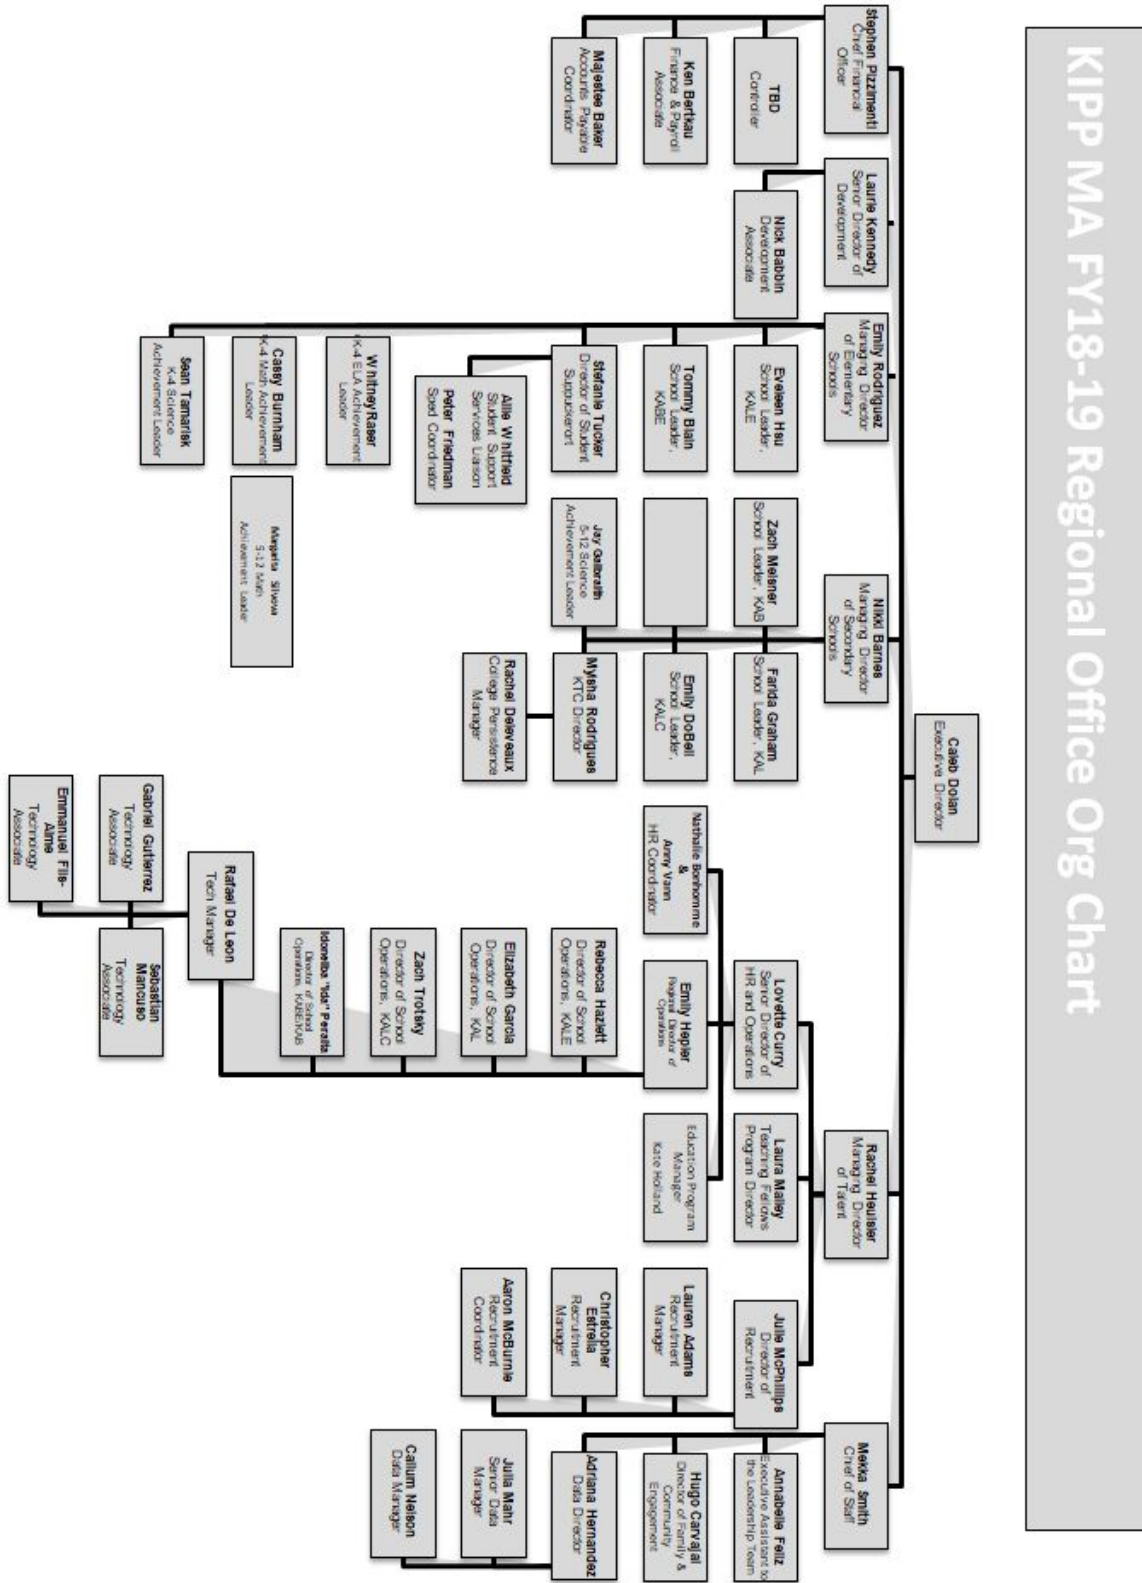 KIPP MA FY18-19 Regional Office Org Chart
Caleb Dolan
Executive Director
Stephen Pizzimenti
Chief Financial
Officer
TBD
Controller
Ken Bertkau
Finance & Payroll
Associate
Majestee Baker
Accounts Payable
Coordinator
Laurie Kennedy
Senior Director of
Development
Nick Babbin
Development
Associate
Emily Rodriguez
Managing Director
of Elementary
Schools
Eveleen Hsu
School Leader,
KALE
Tommy Blain
School Leader,
KABE
Stefanie Tucker
Director of Student
Suppuckerort
Allie Whitfield
Student Support
Services Liaison
Peter Friedman
Sped Coordinator
Whitney Raser
K-4 ELA Achievement
Leader
Cassy Burnham
K-4 Math Achievement
Leader
Sean Tamarisk
K-4 Science
Achievement Leader
Nikki Barnes
Managing Director
of Secondary
Schools
Zach Meisner
School Leader, KAB
Farida Graham
School Leader, KAL
Emily DoBell
School Leader,
KALC
Jay Galbraith
5-12 Science
Achievement Leader
Myisha Rodrigues
KTC Director
Rachel Deleveaux
College Persistence
Manager
Margarita Silvova
5-12 Math
Achievement Leader
Rachel Heulsler
Managing Director
of Talent
Lovette Curry
Senior Director of
HR and Operations
Laura Malley
Teaching Fellows
Program Director
Julie McPhillips
Director of
Recruitment
Nathalie Bonhomme
&
Anny Vann
HR Coordinator
Emily Hepler
Regional Director of
Operations
Education Program
Manager
Kate Holland
Rebecca Hazlett
Director of School
Operations, KALE
Elizabeth Garcia
Director of School
Operations, KAL
Zach Trotsky
Director of School
Operations, KALC
Idoneliba "Ida" Peralta
Director of School
Operations, KABE/KAB
Rafael De Leon
Tech Manager
Gabriel Gutierrez
Technology
Associate
Sebastian
Mancuso
Technology
Associate
Emmanuel Fils-
Aime
Technology
Associate
Lauren Adams
Recruitment
Manager
Christopher
Estrella
Recruitment
Manager
Aaron McBurnie
Recruitment
Coordinator
Mekka Smith
Chief of Staff
Annabelle Feliz
Executive Assistant to
the Leadership Team
Hugo Carvajal
Director of Family &
Community
Engagement
Adriana Hernandez
Data Director
Julia Mahr
Senior Data
Manager
Callum Nelson
Data Manager